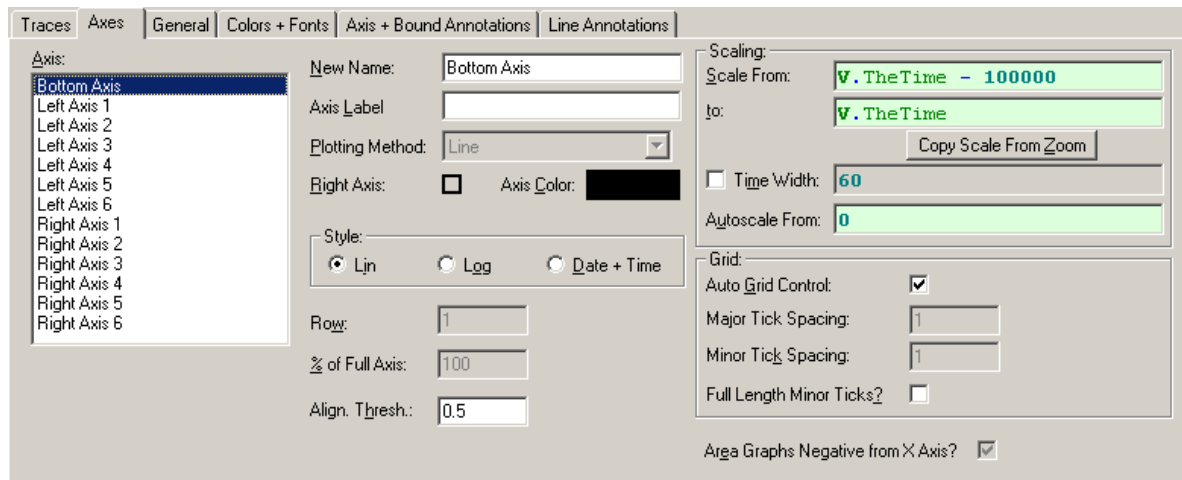 Traces Axes General Colors + Fonts Axis + Bound Annotations Line Annotations
Axis:
Bottom Axis
Left Axis 1
Left Axis 2
Left Axis 3
Left Axis 4
Left Axis 5
Left Axis 6
Right Axis 1
Right Axis 2
Right Axis 3
Right Axis 4
Right Axis 5
Right Axis 6
New Name: Bottom Axis
Axis Label
Plotting Method: Line
Right Axis: Axis Color:
Style:
Lin Log Date + Time
Row: 1
% of Full Axis: 100
Align. Thresh.: 0.5
Scaling:
Scale From: V.TheTime - 100000
to: V.TheTime
Copy Scale From Zoom
Time Width: 60
Autoscale From: 0
Grid:
Auto Grid Control:
Major Tick Spacing: 1
Minor Tick Spacing: 1
Full Length Minor Ticks?
Area Graphs Negative from X Axis?